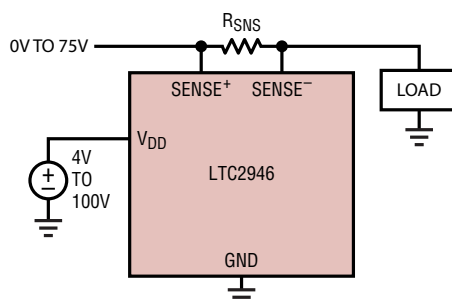 RSNS
0V TO 75V
SENSE+ SENSE–
LOAD
VDD
4V
TO
100V
+
–
LTC2946
GND